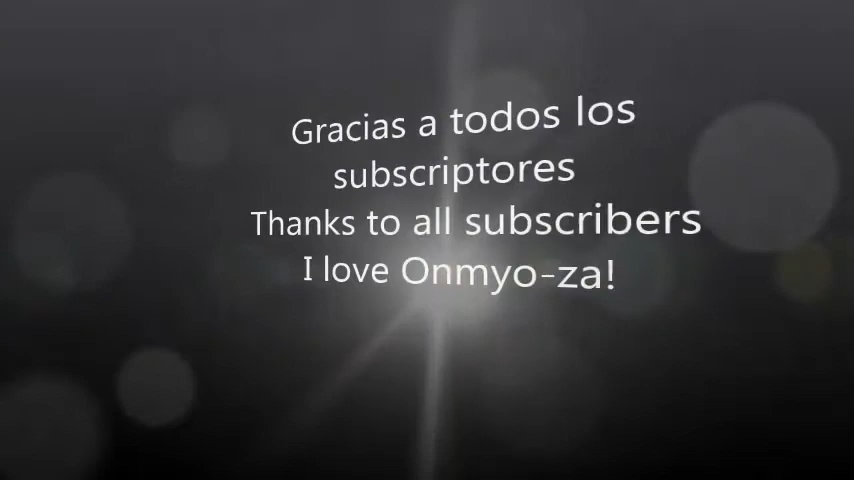 Gracias a todos los
subscriptores
Thanks to all subscribers
I love Onmyo-za!